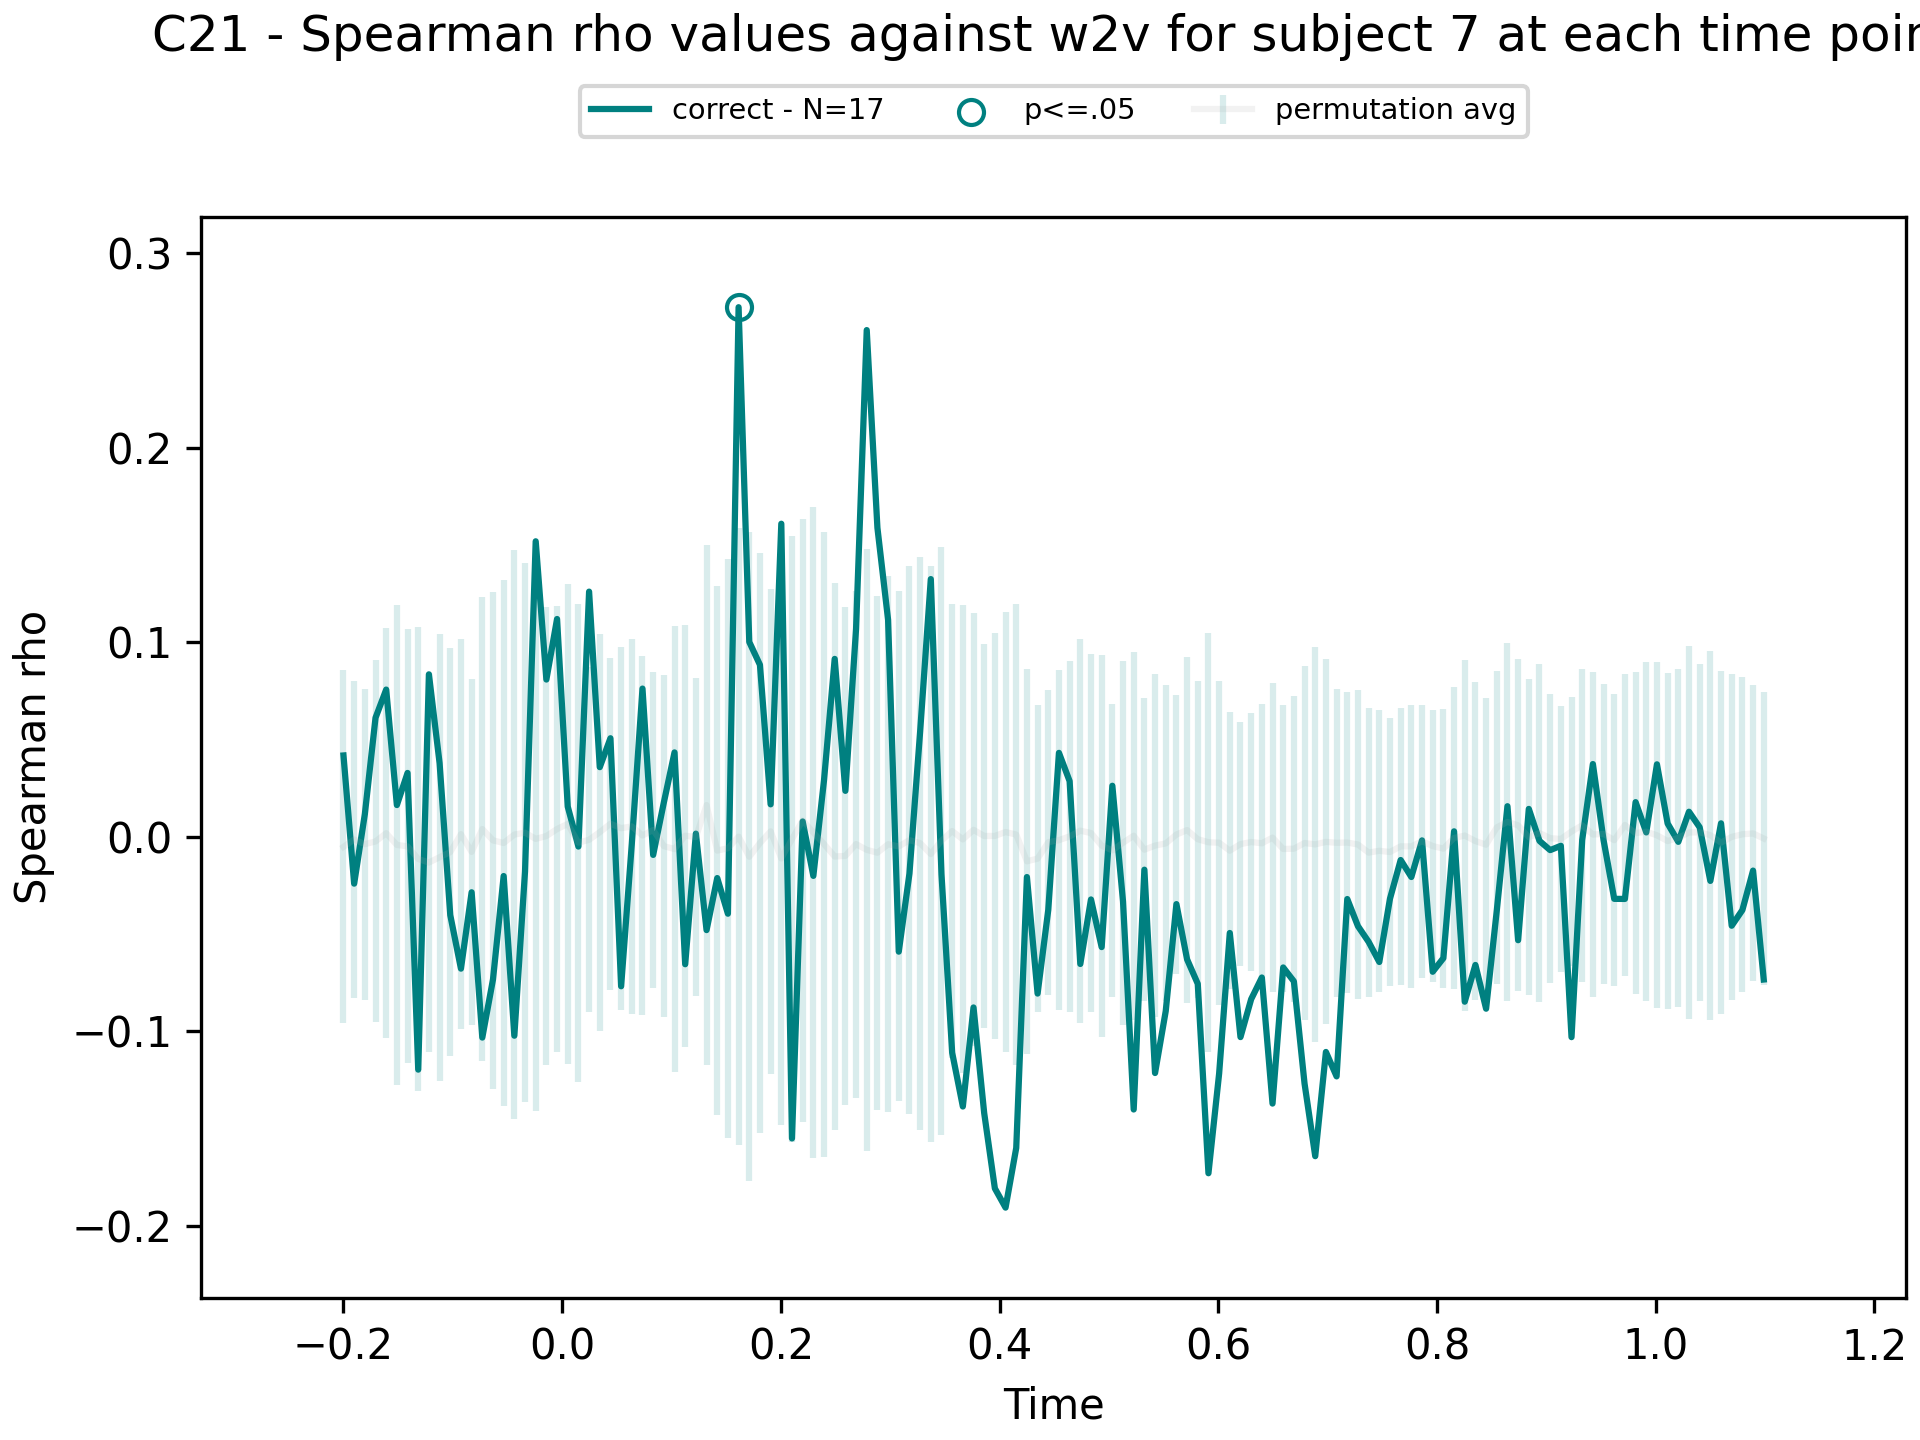 C21 - Spearman rho values against w2v for subject 7 at each time poin
correct - N=17 p<=.05 permutation avg
0.3
0.2
0.1
0.0
−0.1
−0.2
Spearman rho
−0.2 0.0 0.2 0.4 0.6 0.8 1.0 1.2
Time